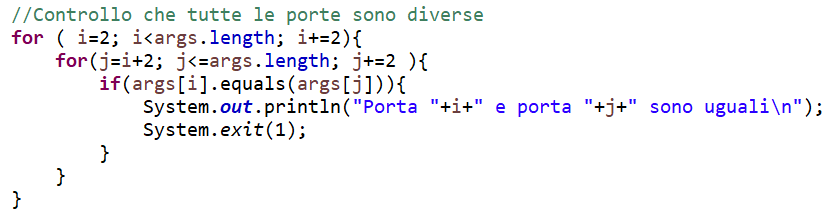 //Controllo che tutte le porte sono diverse
for ( i=2; i<args.length; i+=2){
    for(j=i+2; j<=args.length; j+=2 ){
        if(args[i].equals(args[j])){
            System.out.println("Porta "+i+" e porta "+j+" sono uguali\n");
            System.exit(1);
        }
    }
}